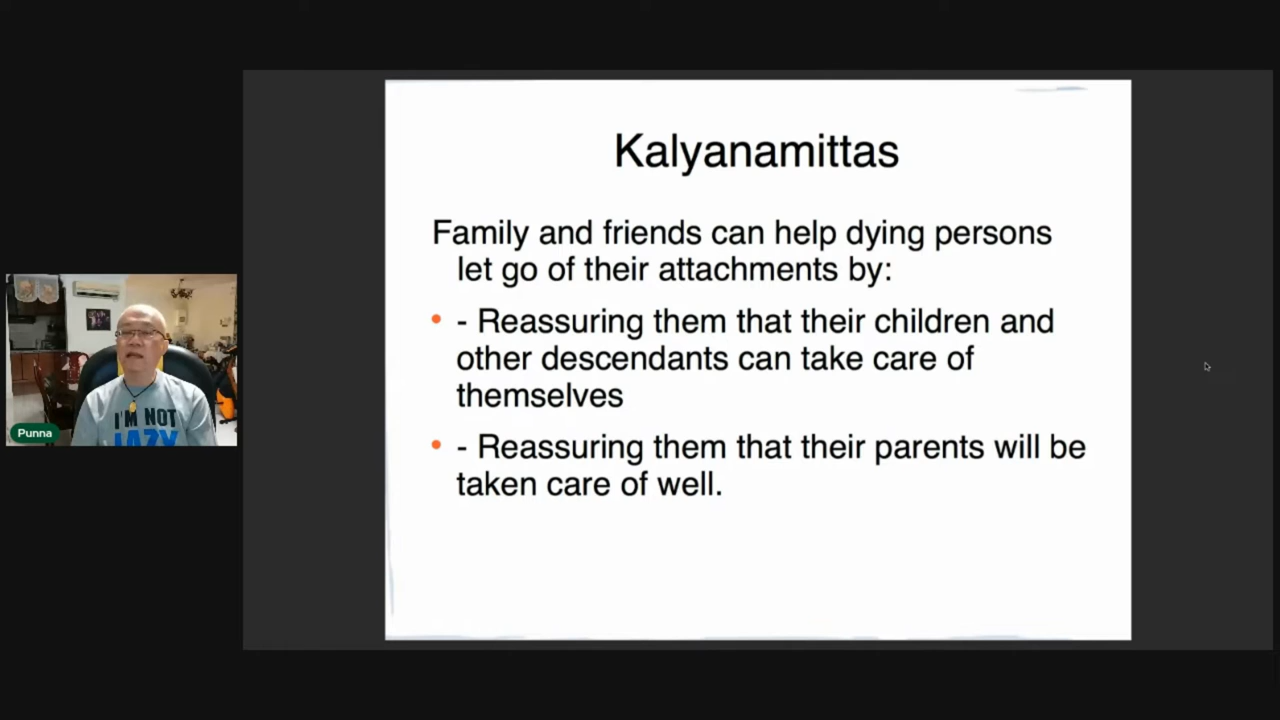 Kalyanamittas
Family and friends can help dying persons
let go of their attachments by:
• - Reassuring them that their children and
other descendants can take care of
themselves
• - Reassuring them that their parents will be
taken care of well.
I'M NOT
LAZY
Punna